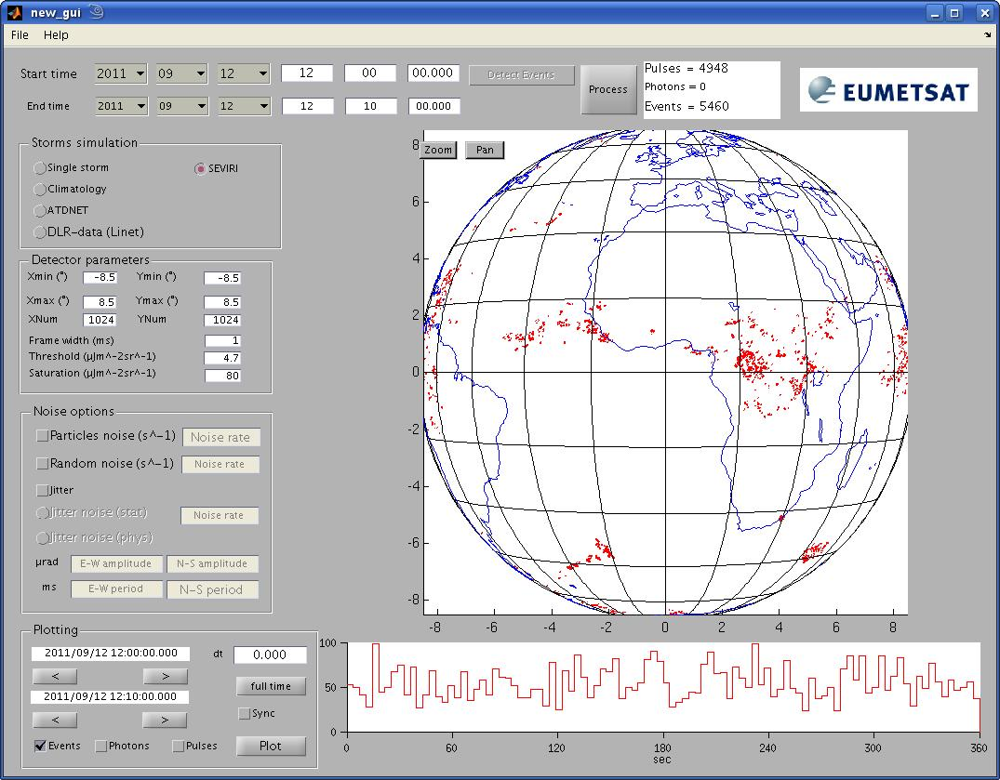 new_gui
File Help
Start time 2011 09 12 12 00 00.000 Detect Events
End time 2011 09 12 12 10 00.000
Process
Pulses = 4948
Photons = 0
Events = 5460
EUMETSAT
Storms simulation
Single storm SEVIRI
Climatology
ATDNET
DLR-data (Linet)
Detector parameters
Xmin (°) -8.5 Ymin (°) -8.5
Xmax (°) 8.5 Ymax (°) 8.5
XNum 1024 YNum 1024
Frame width (ms) 1
Threshold (µJm^-2sr^-1) 4.7
Saturation (µJm^-2sr^-1) 80
Noise options
Particles noise (s^-1) Noise rate
Random noise (s^-1) Noise rate
Jitter
Jitter noise (stat) Noise rate
Jitter noise (phys)
µrad E-W amplitude N-S amplitude
ms E-W period N-S period
Plotting
2011/09/12 12:00:00.000 dt 0.000
< > full time
2011/09/12 12:10:00.000
Sync
< >
Events Photons Pulses Plot
Zoom Pan
8
6
4
2
0
-2
-4
-6
-8
-8 -6 -4 -2 0 2 4 6 8
100
50
0
0 60 120 180 240 300 360
sec